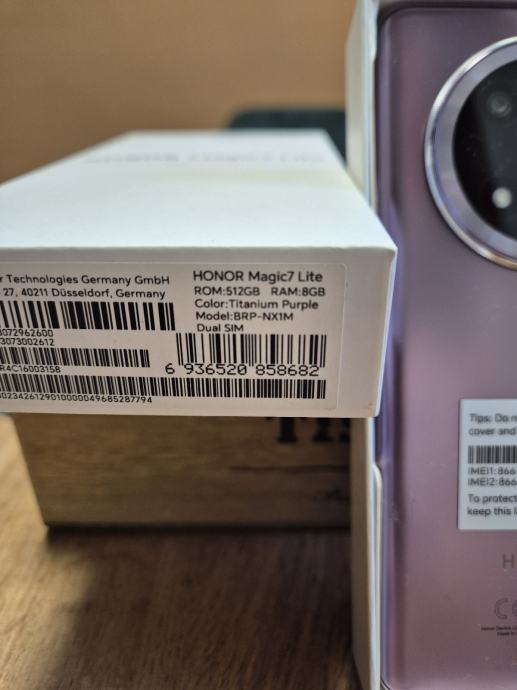 r Technologies Germany GmbH
27, 40211 Düsseldorf, Germany
HONOR Magic7 Lite
ROM:512GB RAM:8GB
Color:Titanium Purple
Model:BRP-NX1M
Dual SIM
3072962600
3073002612
R4C16003158
6 936520 858682
023426129010000049685287794
Tips: Do n
cover and
IMEI1:866
IMEI2:866
To protect
keep this l
H
CE